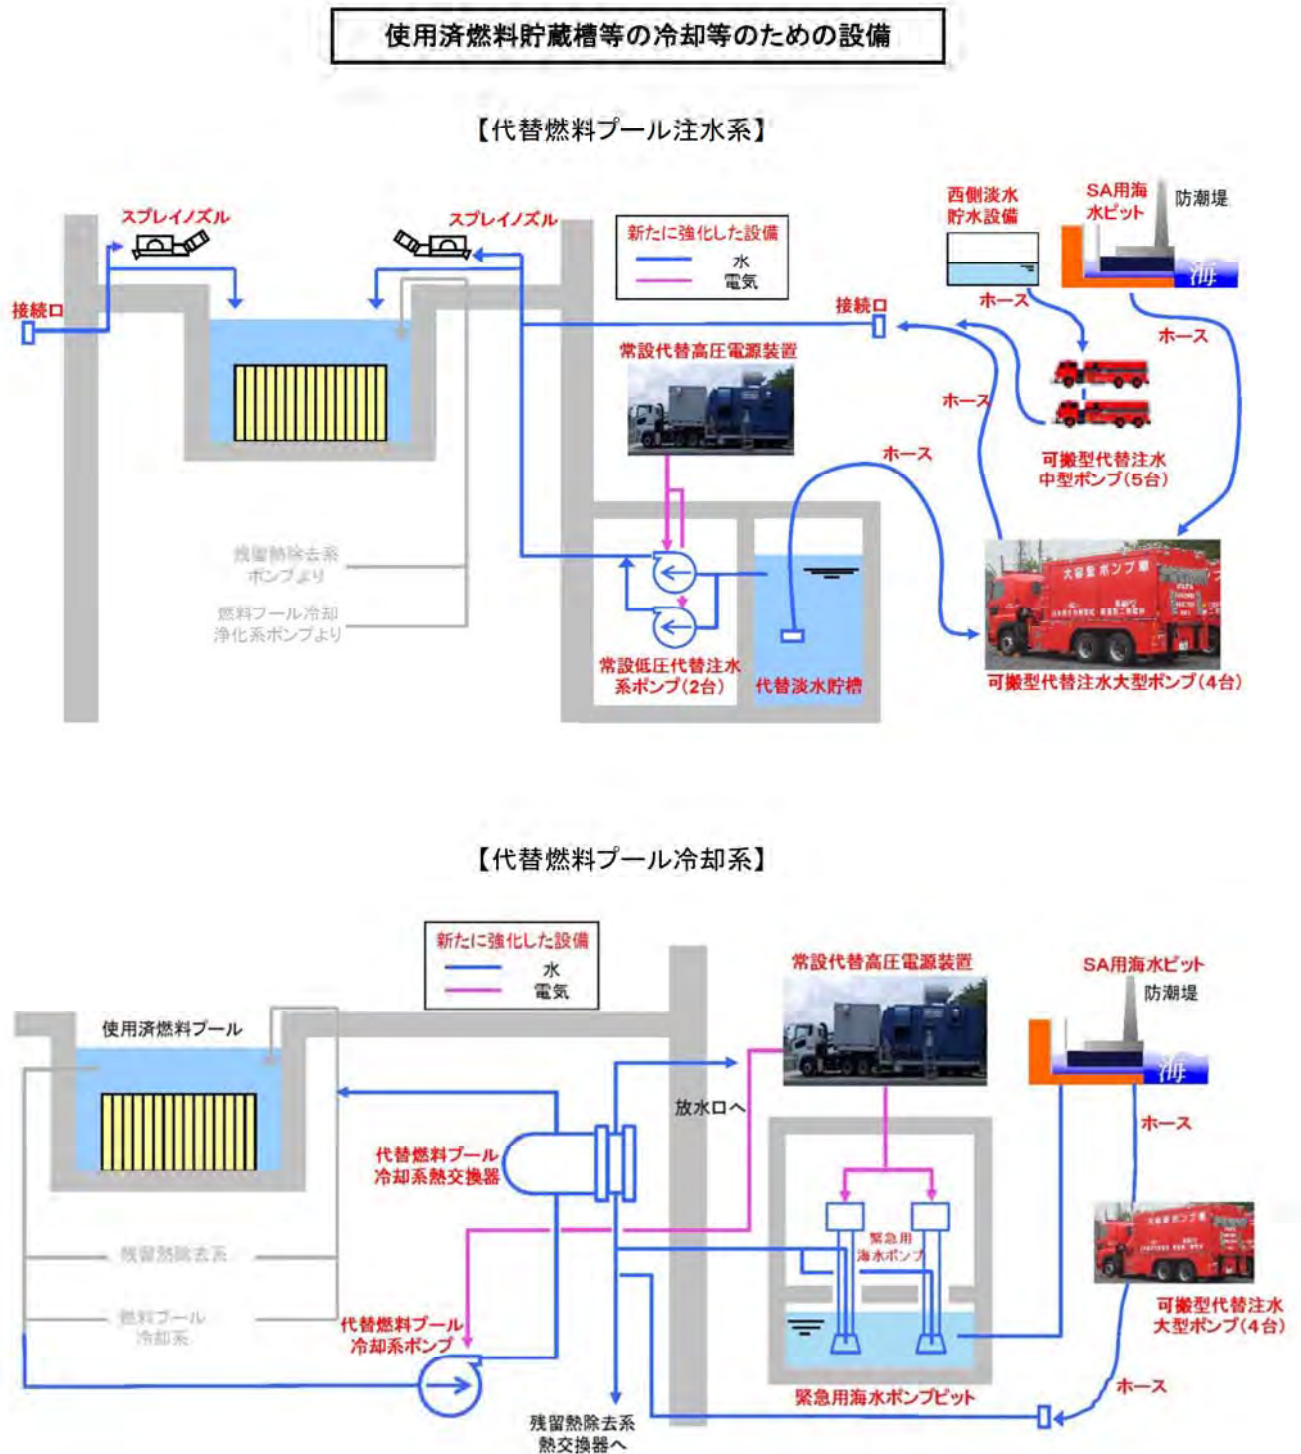 使用済燃料貯蔵槽等の冷却等のための設備
【代替燃料プール注水系】
スプレイノズル
スプレイノズル
新たに強化した設備
水
電気
西側淡水
貯水設備
SA用海
水ピット
防潮堤
海
接続口
接続口
ホース
ホース
常設代替高圧電源装置
ホース
ホース
可搬型代替注水
中型ポンプ(5台)
残留熱除去系
ポンプより
燃料プール冷却
浄化系ポンプより
大容量ポンプ車
常設低圧代替注水
系ポンプ(2台)
代替淡水貯槽
可搬型代替注水大型ポンプ(4台)
【代替燃料プール冷却系】
新たに強化した設備
水
電気
常設代替高圧電源装置
SA用海水ピット
防潮堤
海
使用済燃料プール
放水口へ
ホース
代替燃料プール
冷却系熱交換器
緊急用
海水ポンプ
残留熱除去系
燃料プール
冷却系
代替燃料プール
冷却系ポンプ
可搬型代替注水
大型ポンプ(4台)
緊急用海水ポンプピット
ホース
残留熱除去系
熱交換器へ